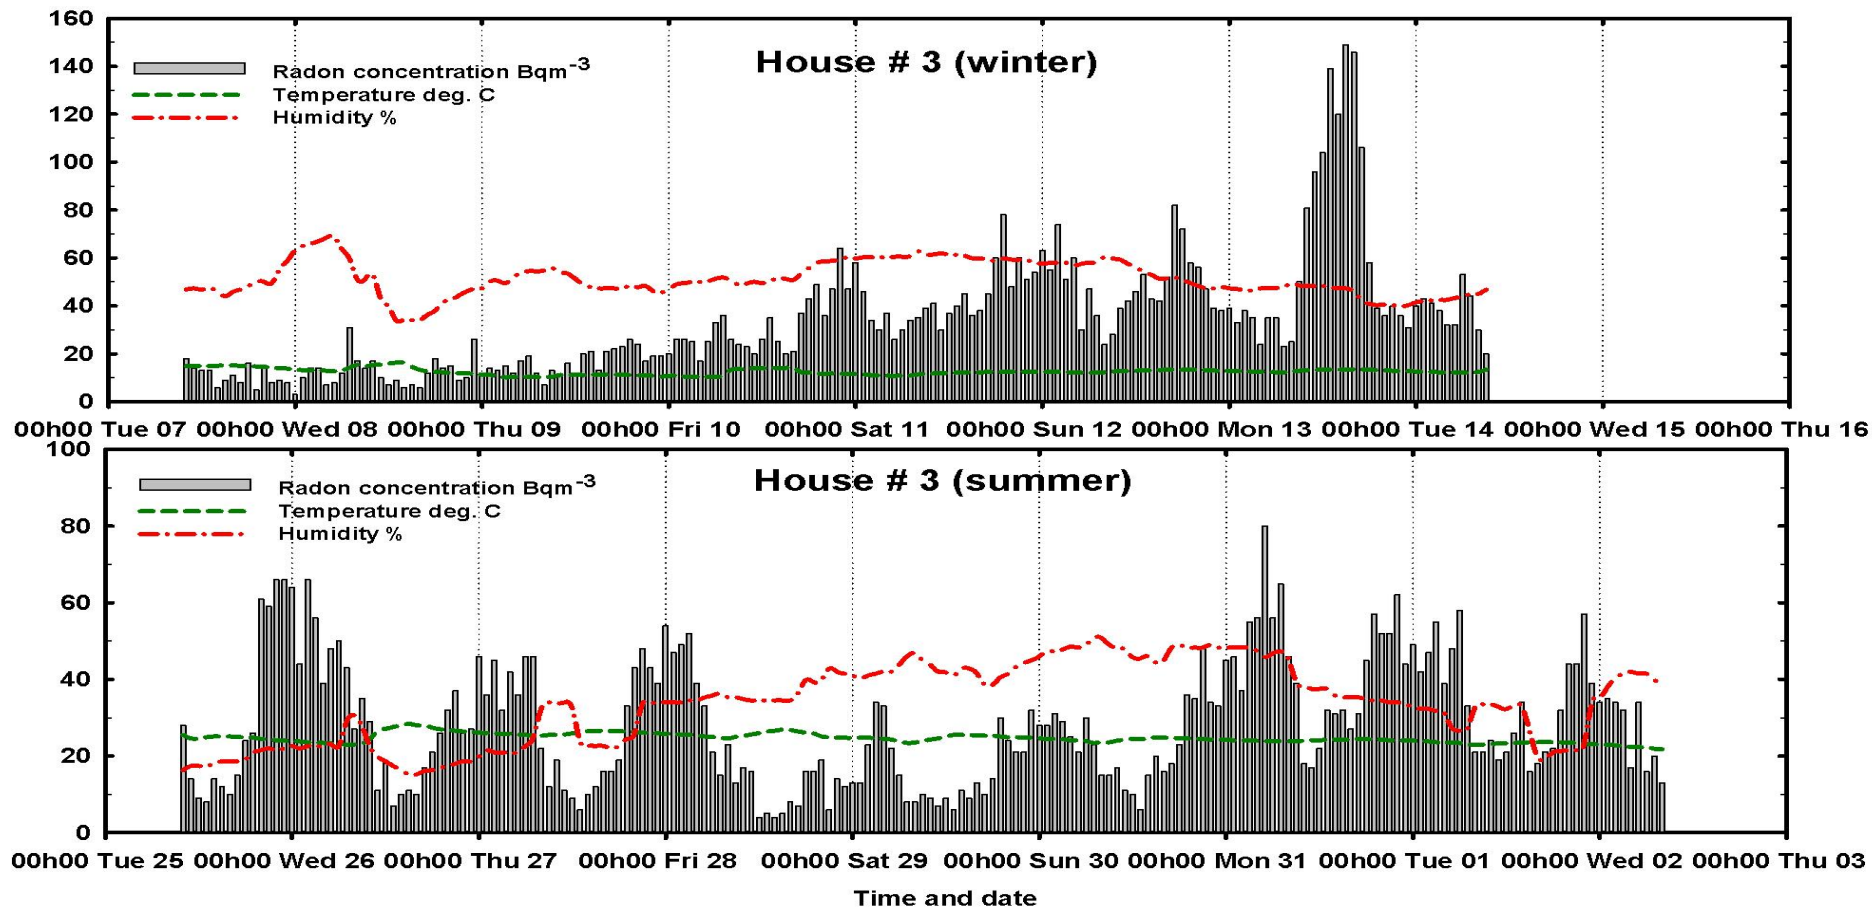 160
House # 3 (winter)
Radon concentration Bqm-3
Temperature deg. C
Humidity %
140
120
100
80
60
40
20
0
00h00 Tue 07 00h00 Wed 08 00h00 Thu 09 00h00 Fri 10 00h00 Sat 11 00h00 Sun 12 00h00 Mon 13 00h00 Tue 14 00h00 Wed 15 00h00 Thu 16
100
House # 3 (summer)
Radon concentration Bqm-3
Temperature deg. C
Humidity %
80
60
40
20
0
00h00 Tue 25 00h00 Wed 26 00h00 Thu 27 00h00 Fri 28 00h00 Sat 29 00h00 Sun 30 00h00 Mon 31 00h00 Tue 01 00h00 Wed 02 00h00 Thu 03
Time and date